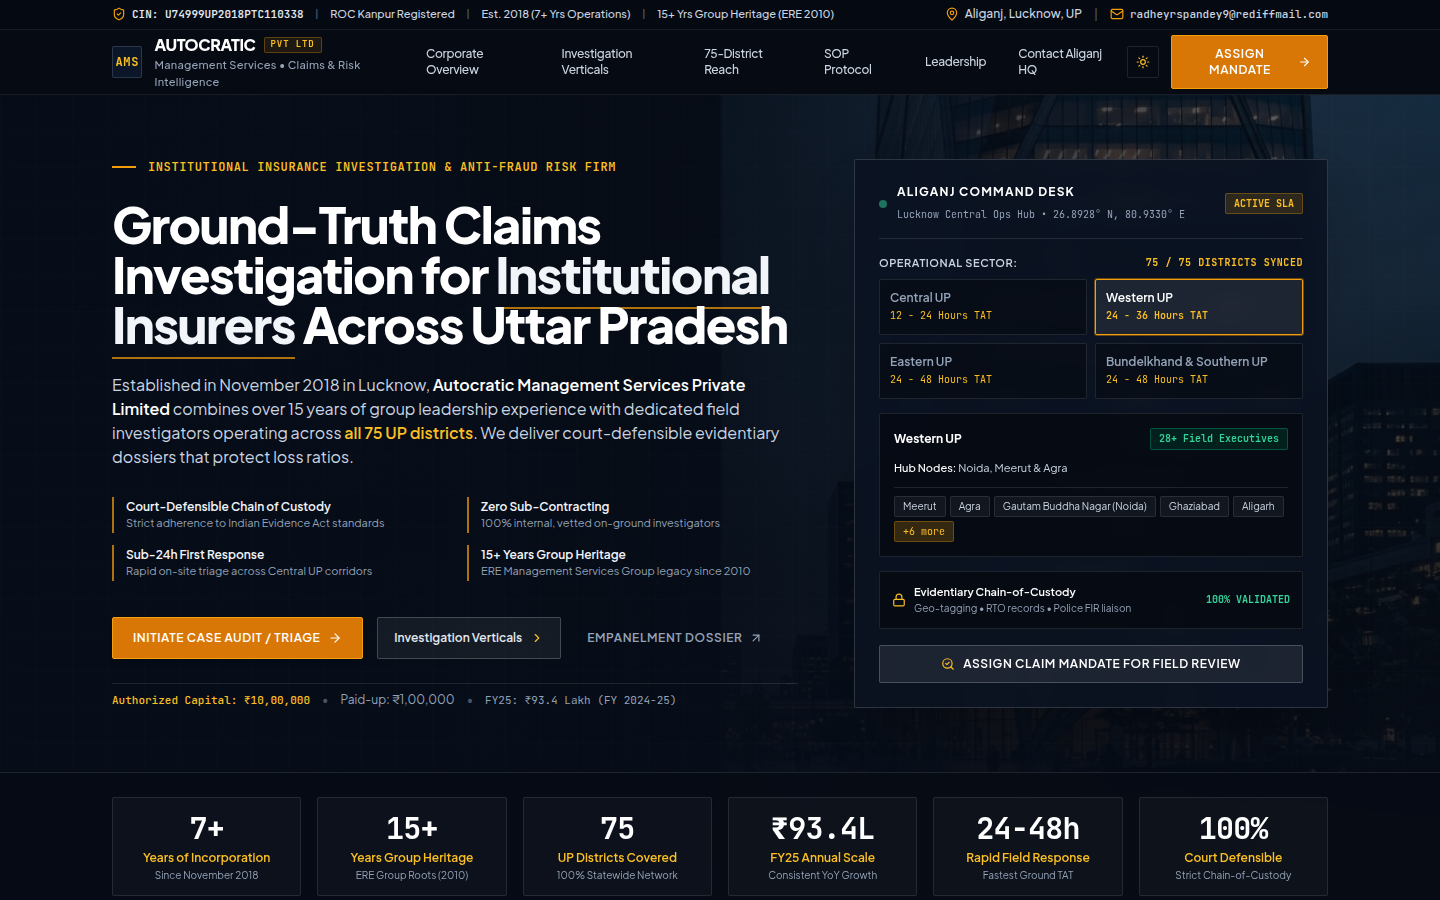 CIN: U74999UP2018PTC110338 | ROC Kanpur Registered | Est. 2018 (7+ Yrs Operations) | 15+ Yrs Group Heritage (ERE 2010)
Aliganj, Lucknow, UP | radheyrspandey9@rediffmail.com
AMS
AUTOCRATIC PVT LTD
Management Services • Claims & Risk
Intelligence
Corporate
Overview
Investigation
Verticals
75-District
Reach
SOP
Protocol
Leadership
Contact Aliganj
HQ
ASSIGN
MANDATE
INSTITUTIONAL INSURANCE INVESTIGATION & ANTI-FRAUD RISK FIRM
Ground-Truth Claims
Investigation for Institutional
Insurers Across Uttar Pradesh
Established in November 2018 in Lucknow, Autocratic Management Services Private
Limited combines over 15 years of group leadership experience with dedicated field
investigators operating across all 75 UP districts. We deliver court-defensible evidentiary
dossiers that protect loss ratios.
Court-Defensible Chain of Custody
Strict adherence to Indian Evidence Act standards
Zero Sub-Contracting
100% internal, vetted on-ground investigators
Sub-24h First Response
Rapid on-site triage across Central UP corridors
15+ Years Group Heritage
ERE Management Services Group legacy since 2010
INITIATE CASE AUDIT / TRIAGE
Investigation Verticals
EMPANELMENT DOSSIER
Authorized Capital: ₹10,00,000 • Paid-up: ₹1,00,000 • FY25: ₹93.4 Lakh (FY 2024-25)
ALIGANJ COMMAND DESK
Lucknow Central Ops Hub • 26.8928° N, 80.9330° E
ACTIVE SLA
OPERATIONAL SECTOR:
75 / 75 DISTRICTS SYNCED
Central UP
12 - 24 Hours TAT
Western UP
24 - 36 Hours TAT
Eastern UP
24 - 48 Hours TAT
Bundelkhand & Southern UP
24 - 48 Hours TAT
Western UP
28+ Field Executives
Hub Nodes: Noida, Meerut & Agra
Meerut Agra Gautam Buddha Nagar (Noida) Ghaziabad Aligarh
+6 more
Evidentiary Chain-of-Custody
Geo-tagging • RTO records • Police FIR liaison
100% VALIDATED
ASSIGN CLAIM MANDATE FOR FIELD REVIEW
7+
Years of Incorporation
Since November 2018
15+
Years Group Heritage
ERE Group Roots (2010)
75
UP Districts Covered
100% Statewide Network
₹93.4L
FY25 Annual Scale
Consistent YoY Growth
24-48h
Rapid Field Response
Fastest Ground TAT
100%
Court Defensible
Strict Chain-of-Custody